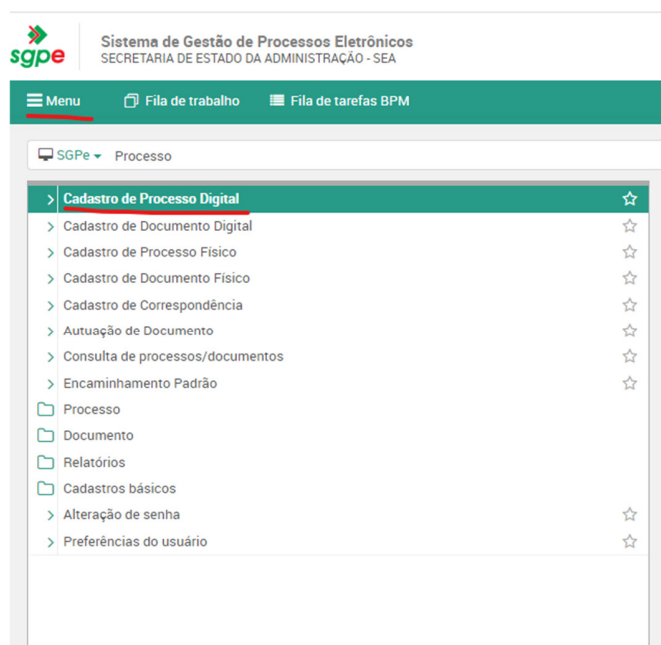 sgpe
Sistema de Gestão de Processos Eletrônicos
SECRETARIA DE ESTADO DA ADMINISTRAÇÃO - SEA
Menu Fila de trabalho Fila de tarefas BPM
SGPe Processo
Cadastro de Processo Digital
Cadastro de Documento Digital
Cadastro de Processo Físico
Cadastro de Documento Físico
Cadastro de Correspondência
Autuação de Documento
Consulta de processos/documentos
Encaminhamento Padrão
Processo
Documento
Relatórios
Cadastros básicos
Alteração de senha
Preferências do usuário